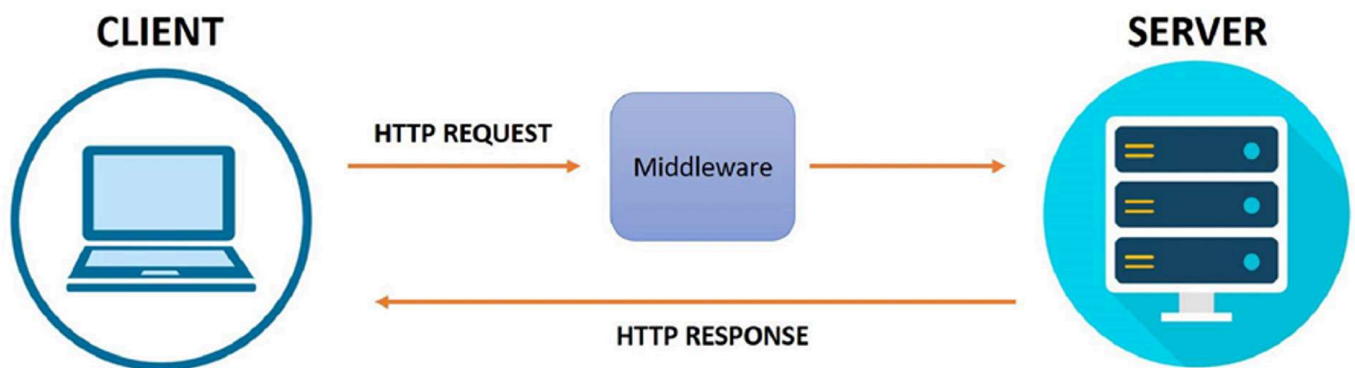 CLIENT
SERVER
HTTP REQUEST
Middleware
HTTP RESPONSE